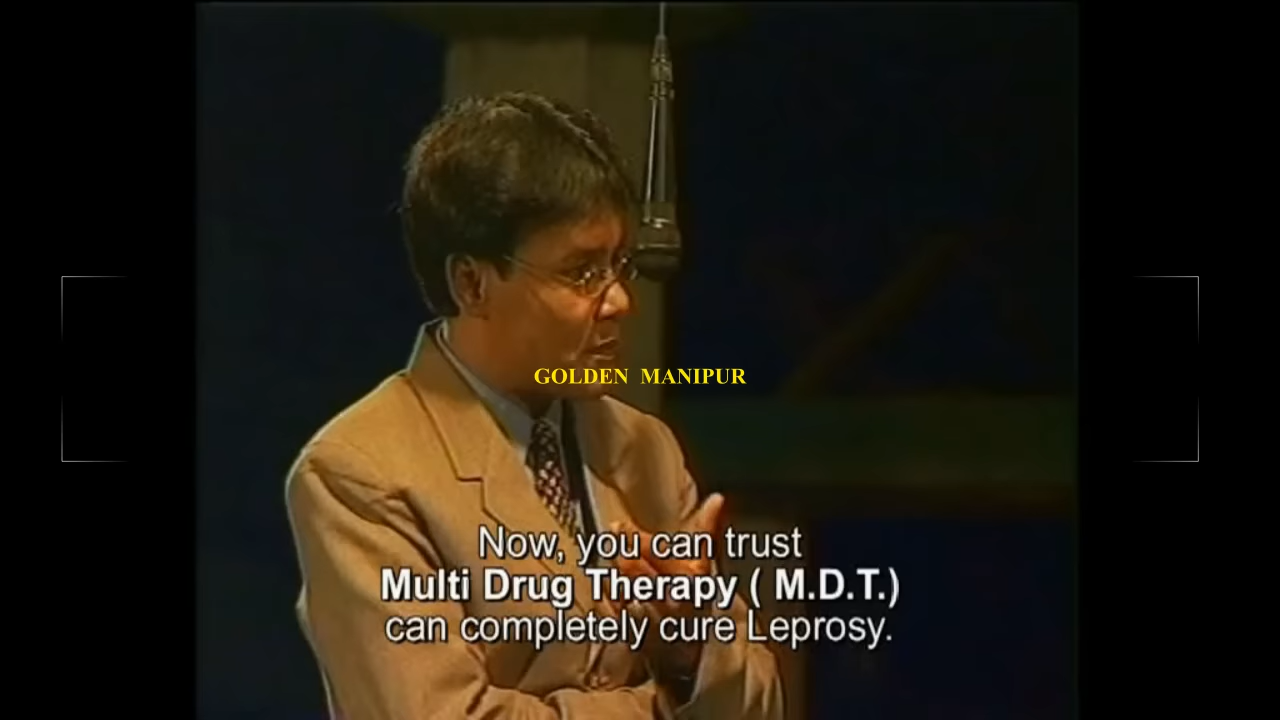 GOLDEN MANIPUR
Now, you can trust
Multi Drug Therapy ( M.D.T.)
can completely cure Leprosy.